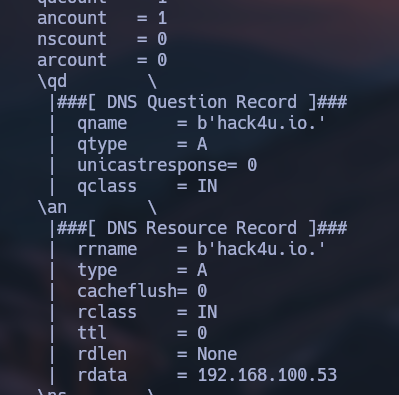 ancount   = 1
nscount   = 0
arcount   = 0
\qd        \
 |###[ DNS Question Record ]###
 |  qname     = b'hack4u.io.'
 |  qtype     = A
 |  unicastresponse= 0
 |  qclass    = IN
\an        \
 |###[ DNS Resource Record ]###
 |  rrname    = b'hack4u.io.'
 |  type      = A
 |  cacheflush= 0
 |  rclass    = IN
 |  ttl       = 0
 |  rdlen     = None
 |  rdata     = 192.168.100.53